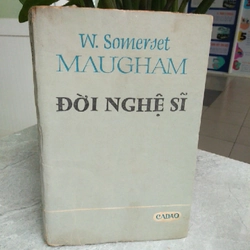 W. Somerset
MAUGHAM
ĐỜI NGHỆ SĨ
CADAO